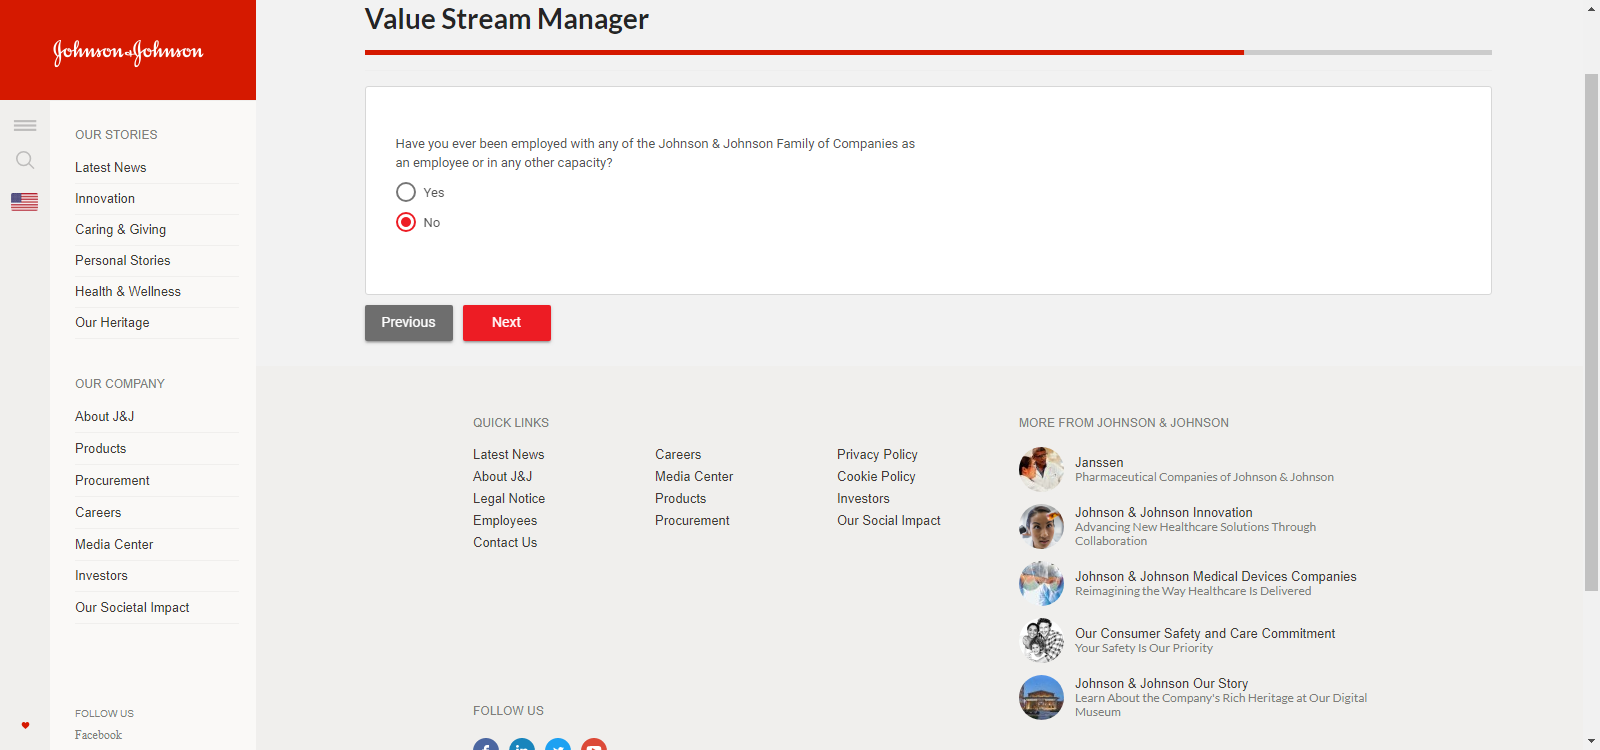 Johnson & Johnson
OUR STORIES
Latest News
Innovation
Caring & Giving
Personal Stories
Health & Wellness
Our Heritage
OUR COMPANY
About J&J
Products
Procurement
Careers
Media Center
Investors
Our Societal Impact
FOLLOW US
Facebook
Value Stream Manager
Have you ever been employed with any of the Johnson & Johnson Family of Companies as
an employee or in any other capacity?
Yes
No
Previous
Next
QUICK LINKS
Latest News
About J&J
Legal Notice
Employees
Contact Us
Careers
Media Center
Products
Procurement
Privacy Policy
Cookie Policy
Investors
Our Social Impact
MORE FROM JOHNSON & JOHNSON
Janssen
Pharmaceutical Companies of Johnson & Johnson
Johnson & Johnson Innovation
Advancing New Healthcare Solutions Through
Collaboration
Johnson & Johnson Medical Devices Companies
Reimagining the Way Healthcare Is Delivered
Our Consumer Safety and Care Commitment
Your Safety Is Our Priority
Johnson & Johnson Our Story
Learn About the Company's Rich Heritage at Our Digital
Museum
FOLLOW US